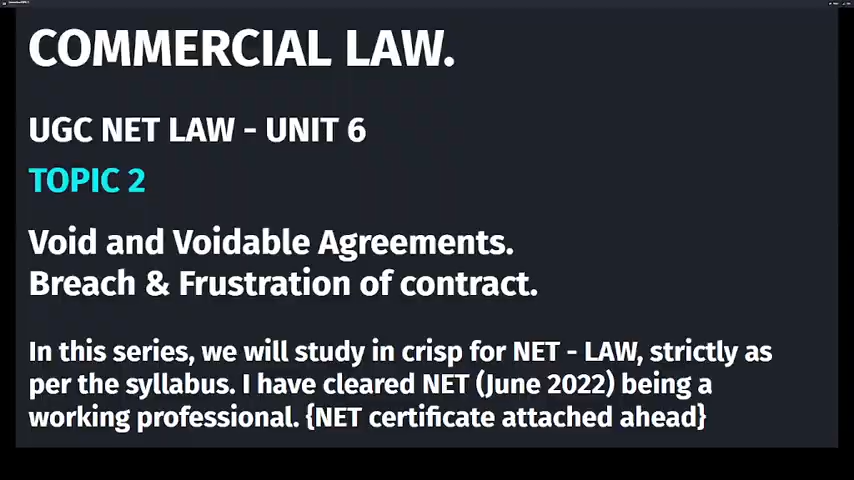 COMMERCIAL LAW.
UGC NET LAW - UNIT 6
TOPIC 2
Void and Voidable Agreements.
Breach & Frustration of contract.
In this series, we will study in crisp for NET - LAW, strictly as
per the syllabus. I have cleared NET (June 2022) being a
working professional. {NET certificate attached ahead}